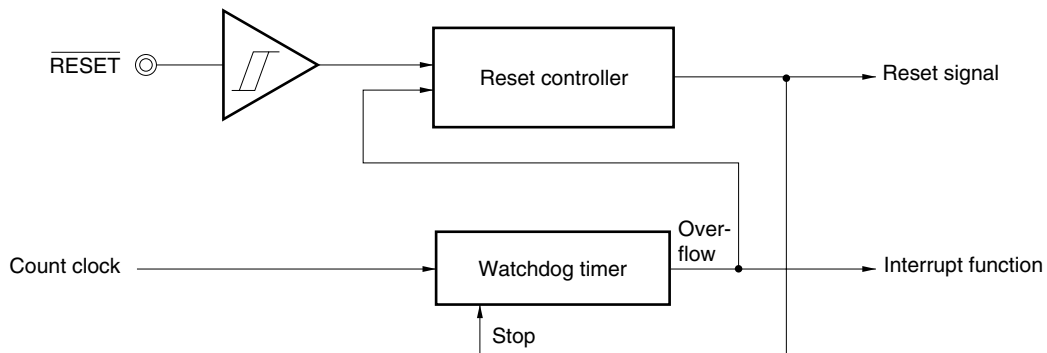 RESET
Reset controller
Reset signal
Over-
flow
Count clock
Watchdog timer
Interrupt function
Stop